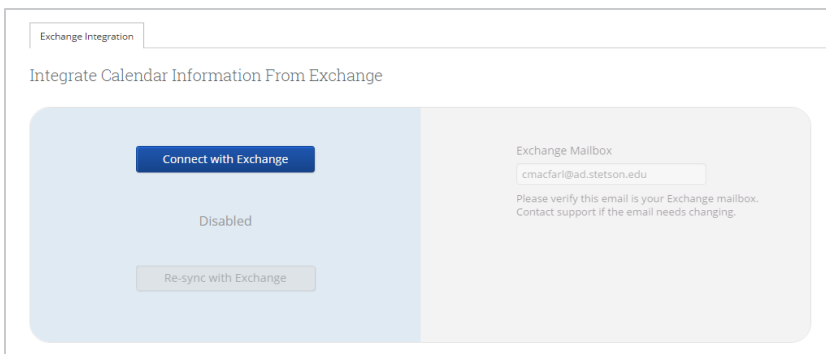 Exchange Integration
Integrate Calendar Information From Exchange
Connect with Exchange
Disabled
Re-sync with Exchange
Exchange Mailbox
cmacfarl@ad.stetson.edu
Please verify this email is your Exchange mailbox.
Contact support if the email needs changing.